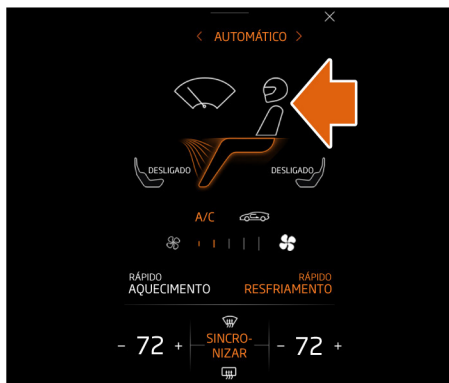 < AUTOMÁTICO >
DESLIGADO
DESLIGADO
A/C
RÁPIDO
AQUECIMENTO
RÁPIDO
RESFRIAMENTO
- 72 +
SINCRO-
NIZAR
- 72 +